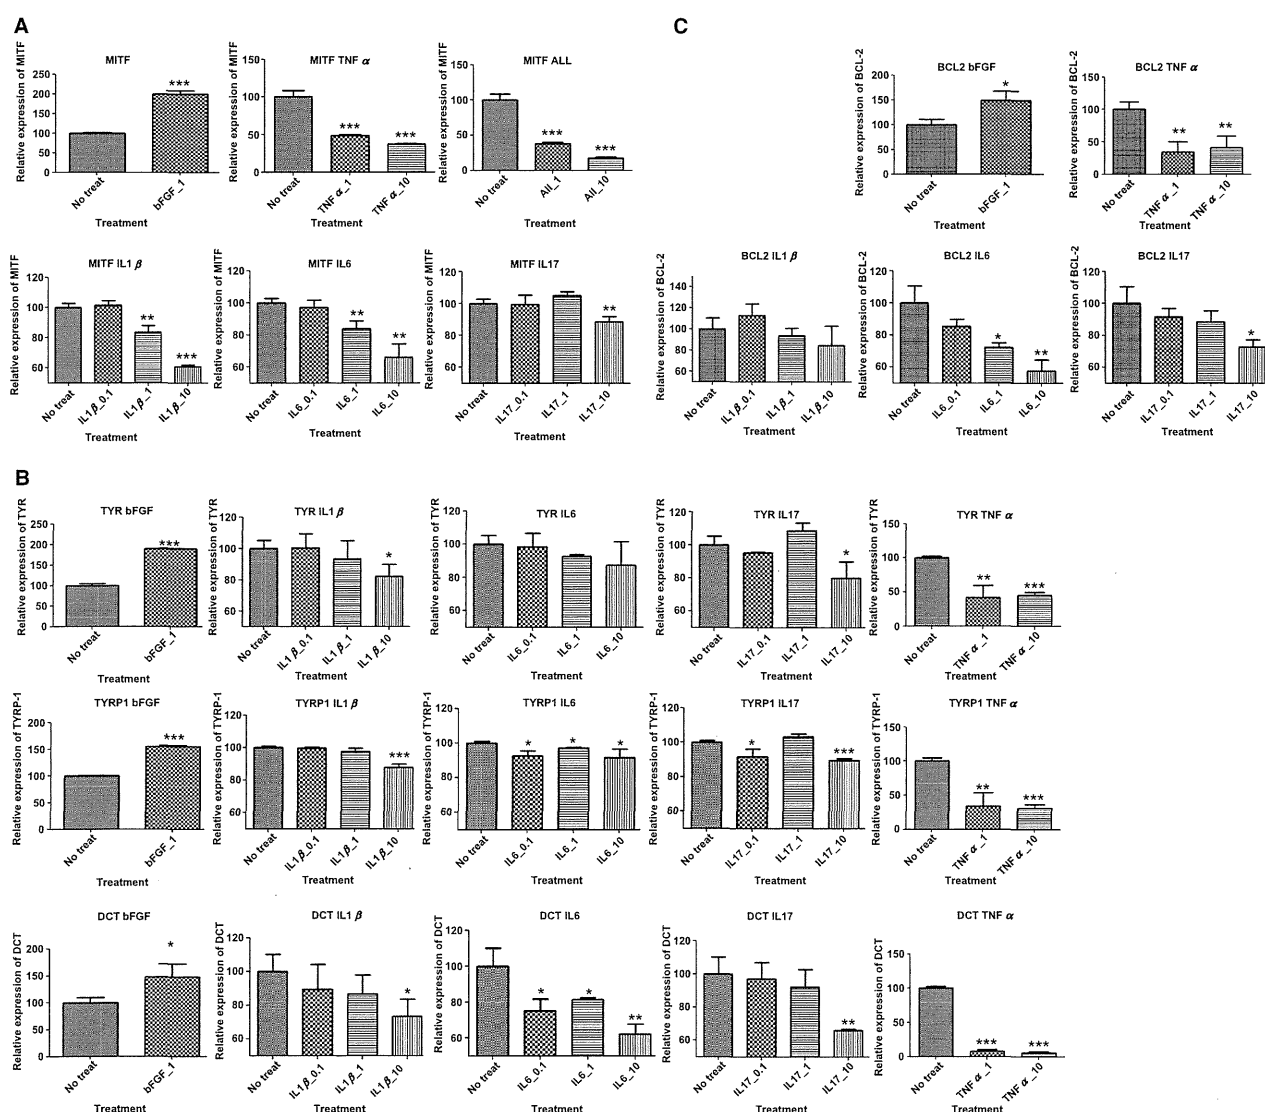 A
MITF
Relative expression of MITF
250
200
150
100
50
0
No treat
bFGF_1
***
Treatment
MITF TNF α
Relative expression of MITF
150
100
50
0
No treat
TNF α_1
TNF α_10
***
***
Treatment
MITF ALL
Relative expression of MITF
150
100
50
0
No treat
All_1
All_10
***
***
Treatment
MITF IL1 β
Relative expression of MITF
120
100
80
60
No treat
IL1 β_0.1
IL1 β_1
IL1 β_10
**
***
Treatment
MITF IL6
Relative expression of MITF
120
100
80
60
No treat
IL6_0.1
IL6_1
IL6_10
**
**
Treatment
MITF IL17
Relative expression of MITF
120
100
80
60
No treat
IL17_0.1
IL17_1
IL17_10
**
Treatment
C
BCL2 bFGF
Relative expression of BCL-2
200
150
100
50
0
No treat
bFGF_1
*
Treatment
BCL2 TNF α
Relative expression of BCL-2
150
100
50
0
No treat
TNF α_1
TNF α_10
**
**
Treatment
BCL2 IL1 β
Relative expression of BCL-2
140
120
100
80
60
No treat
IL1 β_0.1
IL1 β_1
IL1 β_10
Treatment
BCL2 IL6
Relative expression of BCL-2
120
100
80
60
No treat
IL6_0.1
IL6_1
IL6_10
*
**
Treatment
BCL2 IL17
Relative expression of BCL-2
120
100
80
60
No treat
IL17_0.1
IL17_1
IL17_10
*
Treatment
B
TYR bFGF
Relative expression of TYR
250
200
150
100
50
0
No treat
bFGF_1
***
Treatment
TYR IL1 β
Relative expression of TYR
120
100
80
60
No treat
IL1 β_0.1
IL1 β_1
IL1 β_10
*
Treatment
TYR IL6
Relative expression of TYR
120
100
80
60
No treat
IL6_0.1
IL6_1
IL6_10
Treatment
TYR IL17
Relative expression of TYR
120
100
80
60
No treat
IL17_0.1
IL17_1
IL17_10
*
Treatment
TYR TNF α
Relative expression of TYR
150
100
50
0
No treat
TNF α_1
TNF α_10
**
***
Treatment
TYRP1 bFGF
Relative expression of TYRP-1
200
150
100
50
0
No treat
bFGF_1
***
Treatment
TYRP1 IL1 β
Relative expression of TYRP-1
120
100
80
60
No treat
IL1 β_0.1
IL1 β_1
IL1 β_10
***
Treatment
TYRP1 IL6
Relative expression of TYRP-1
120
100
80
60
No treat
IL6_0.1
IL6_1
IL6_10
*
*
*
Treatment
TYRP1 IL17
Relative expression of TYRP-1
120
100
80
60
No treat
IL17_0.1
IL17_1
IL17_10
*
***
Treatment
TYRP1 TNF α
Relative expression of TYRP-1
150
100
50
0
No treat
TNF α_1
TNF α_10
**
***
Treatment
DCT bFGF
Relative expression of DCT
200
150
100
50
0
No treat
bFGF_1
*
Treatment
DCT IL1 β
Relative expression of DCT
120
100
80
60
No treat
IL1 β_0.1
IL1 β_1
IL1 β_10
*
Treatment
DCT IL6
Relative expression of DCT
120
100
80
60
No treat
IL6_0.1
IL6_1
IL6_10
*
*
**
Treatment
DCT IL17
Relative expression of DCT
120
100
80
60
No treat
IL17_0.1
IL17_1
IL17_10
**
Treatment
DCT TNF α
Relative expression of DCT
150
100
50
0
No treat
TNF α_1
TNF α_10
***
***
Treatment